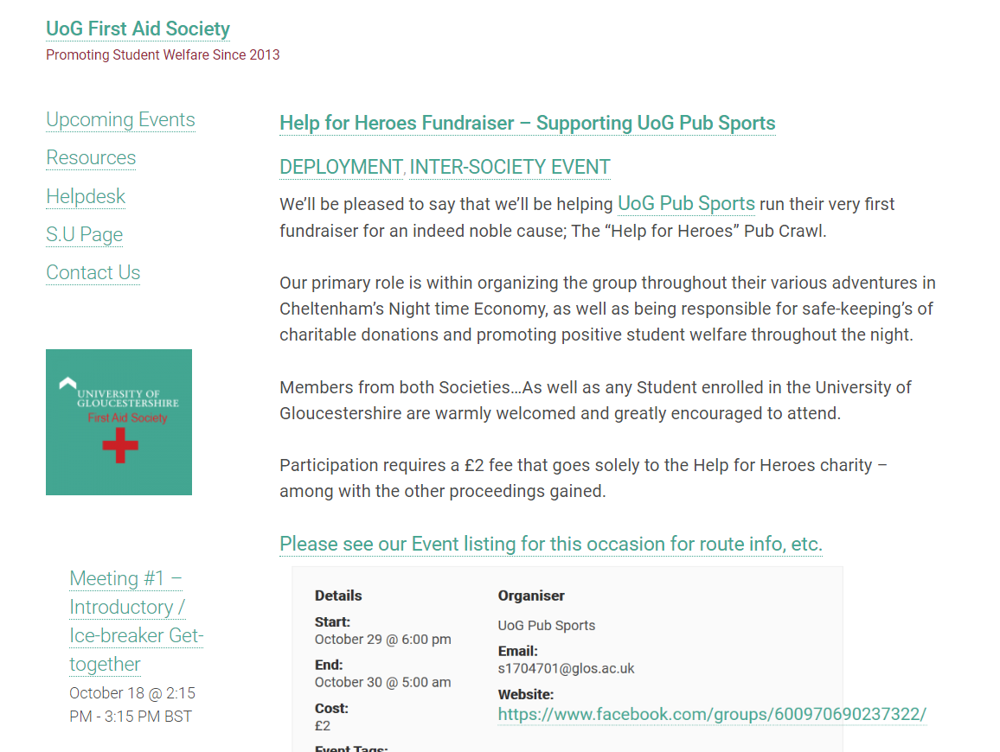 UoG First Aid Society
Promoting Student Welfare Since 2013
Upcoming Events
Resources
Helpdesk
S.U Page
Contact Us
UNIVERSITY OF
GLOUCESTERSHIRE
First Aid Society
Meeting #1 –
Introductory /
Ice-breaker Get-
together
October 18 @ 2:15
PM - 3:15 PM BST
Help for Heroes Fundraiser – Supporting UoG Pub Sports
DEPLOYMENT, INTER-SOCIETY EVENT
We’ll be pleased to say that we’ll be helping UoG Pub Sports run their very first
fundraiser for an indeed noble cause; The “Help for Heroes” Pub Crawl.
Our primary role is within organizing the group throughout their various adventures in
Cheltenham’s Night time Economy, as well as being responsible for safe-keeping’s of
charitable donations and promoting positive student welfare throughout the night.
Members from both Societies…As well as any Student enrolled in the University of
Gloucestershire are warmly welcomed and greatly encouraged to attend.
Participation requires a £2 fee that goes solely to the Help for Heroes charity –
among with the other proceedings gained.
Please see our Event listing for this occasion for route info, etc.
Details
Start:
October 29 @ 6:00 pm
End:
October 30 @ 5:00 am
Cost:
£2
Event Tags:
Organiser
UoG Pub Sports
Email:
s1704701@glos.ac.uk
Website:
https://www.facebook.com/groups/600970690237322/